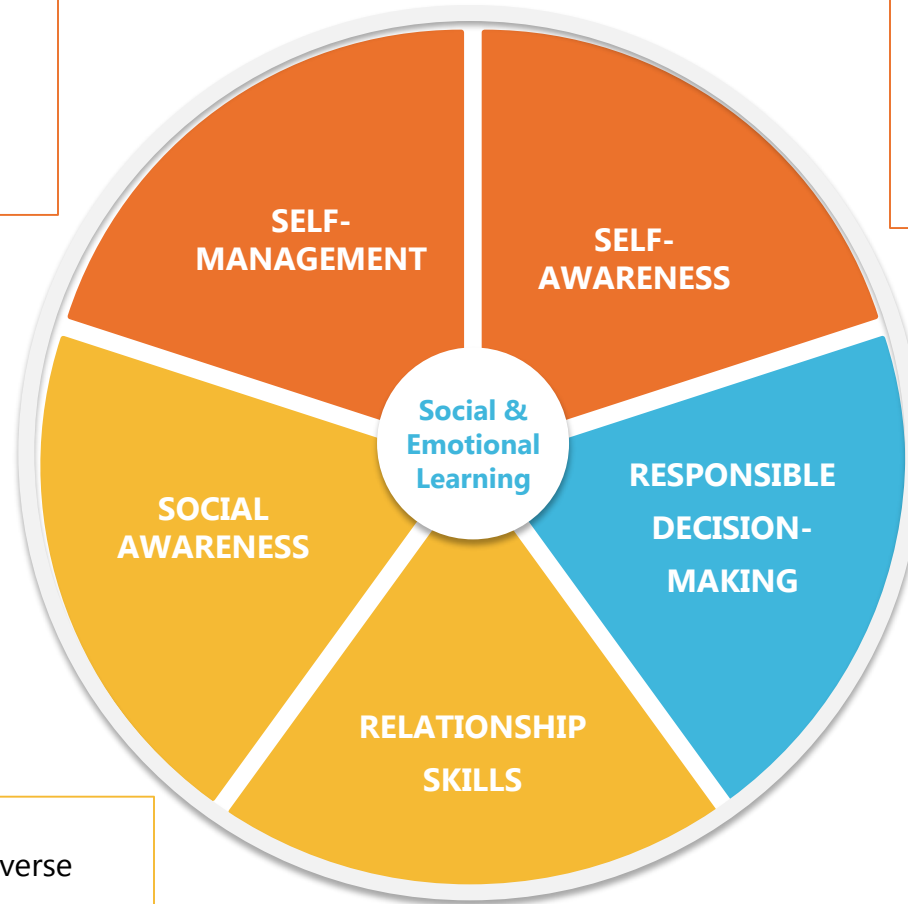 SELF-
MANAGEMENT
SELF-
AWARENESS
Social &
Emotional
Learning
RESPONSIBLE
DECISION-
MAKING
SOCIAL
AWARENESS
RELATIONSHIP
SKILLS
verse